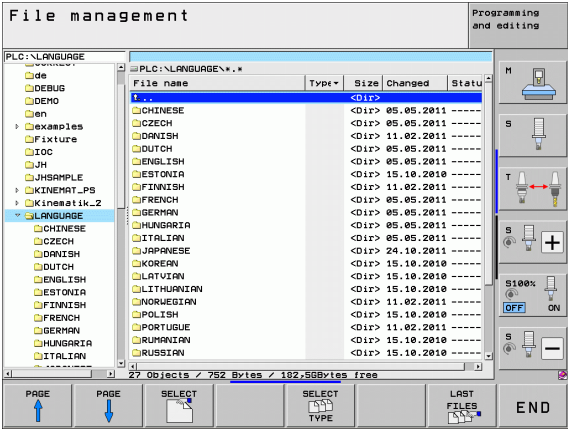 File management
Programming
and editing
PLC:\LANGUAGE
de
DEBUG
DEMO
en
examples
Fixture
IOC
JH
JHSAMPLE
KINEMAT_PS
Kinematik_2
LANGUAGE
CHINESE
CZECH
DANISH
DUTCH
ENGLISH
ESTONIA
FINNISH
FRENCH
GERMAN
HUNGARIA
ITALIAN
PLC:\LANGUAGE\*.*
File name Type Size Changed Statu
.. <Dir>
CHINESE <Dir> 05.05.2011 -----
CZECH <Dir> 05.05.2011 -----
DANISH <Dir> 11.02.2011 -----
DUTCH <Dir> 05.05.2011 -----
ENGLISH <Dir> 05.05.2011 -----
ESTONIA <Dir> 15.10.2010 -----
FINNISH <Dir> 11.02.2011 -----
FRENCH <Dir> 05.05.2011 -----
GERMAN <Dir> 05.05.2011 -----
HUNGARIA <Dir> 05.05.2011 -----
ITALIAN <Dir> 05.05.2011 -----
JAPANESE <Dir> 24.10.2011 -----
KOREAN <Dir> 15.10.2010 -----
LATVIAN <Dir> 15.10.2010 -----
LITHUANIAN <Dir> 15.10.2010 -----
NORWEGIAN <Dir> 11.02.2011 -----
POLISH <Dir> 15.10.2010 -----
PORTUGUE <Dir> 11.02.2011 -----
RUMANIAN <Dir> 15.10.2010 -----
RUSSIAN <Dir> 15.10.2010 -----
27 Objects / 752 Bytes / 182,5GBytes free
M
S
T
S
S100%
OFF ON
S
PAGE
PAGE
SELECT
SELECT
TYPE
LAST
FILES
END